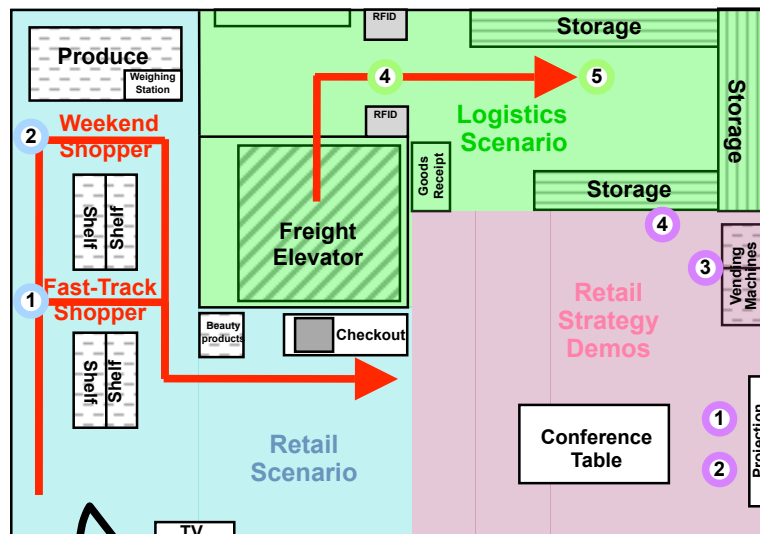 RFID
Storage
Produce
Weighing
Station
4
5
Storage
2
Weekend
Shopper
RFID
Logistics
Scenario
Goods
Receipt
Shelf
Shelf
Freight
Elevator
Storage
4
3
Vending
Machines
1
Fast-Track
Shopper
Beauty
products
Checkout
Retail
Strategy
Demos
Shelf
Shelf
Retail
Scenario
Conference
Table
1
2
Projection
TV